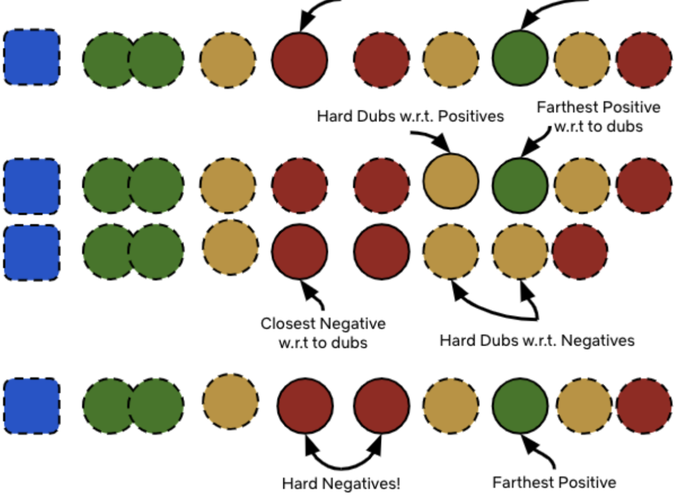 Hard Dubs w.r.t. Positives
Farthest Positive
w.r.t to dubs
Closest Negative
w.r.t to dubs
Hard Dubs w.r.t. Negatives
Hard Negatives!
Farthest Positive